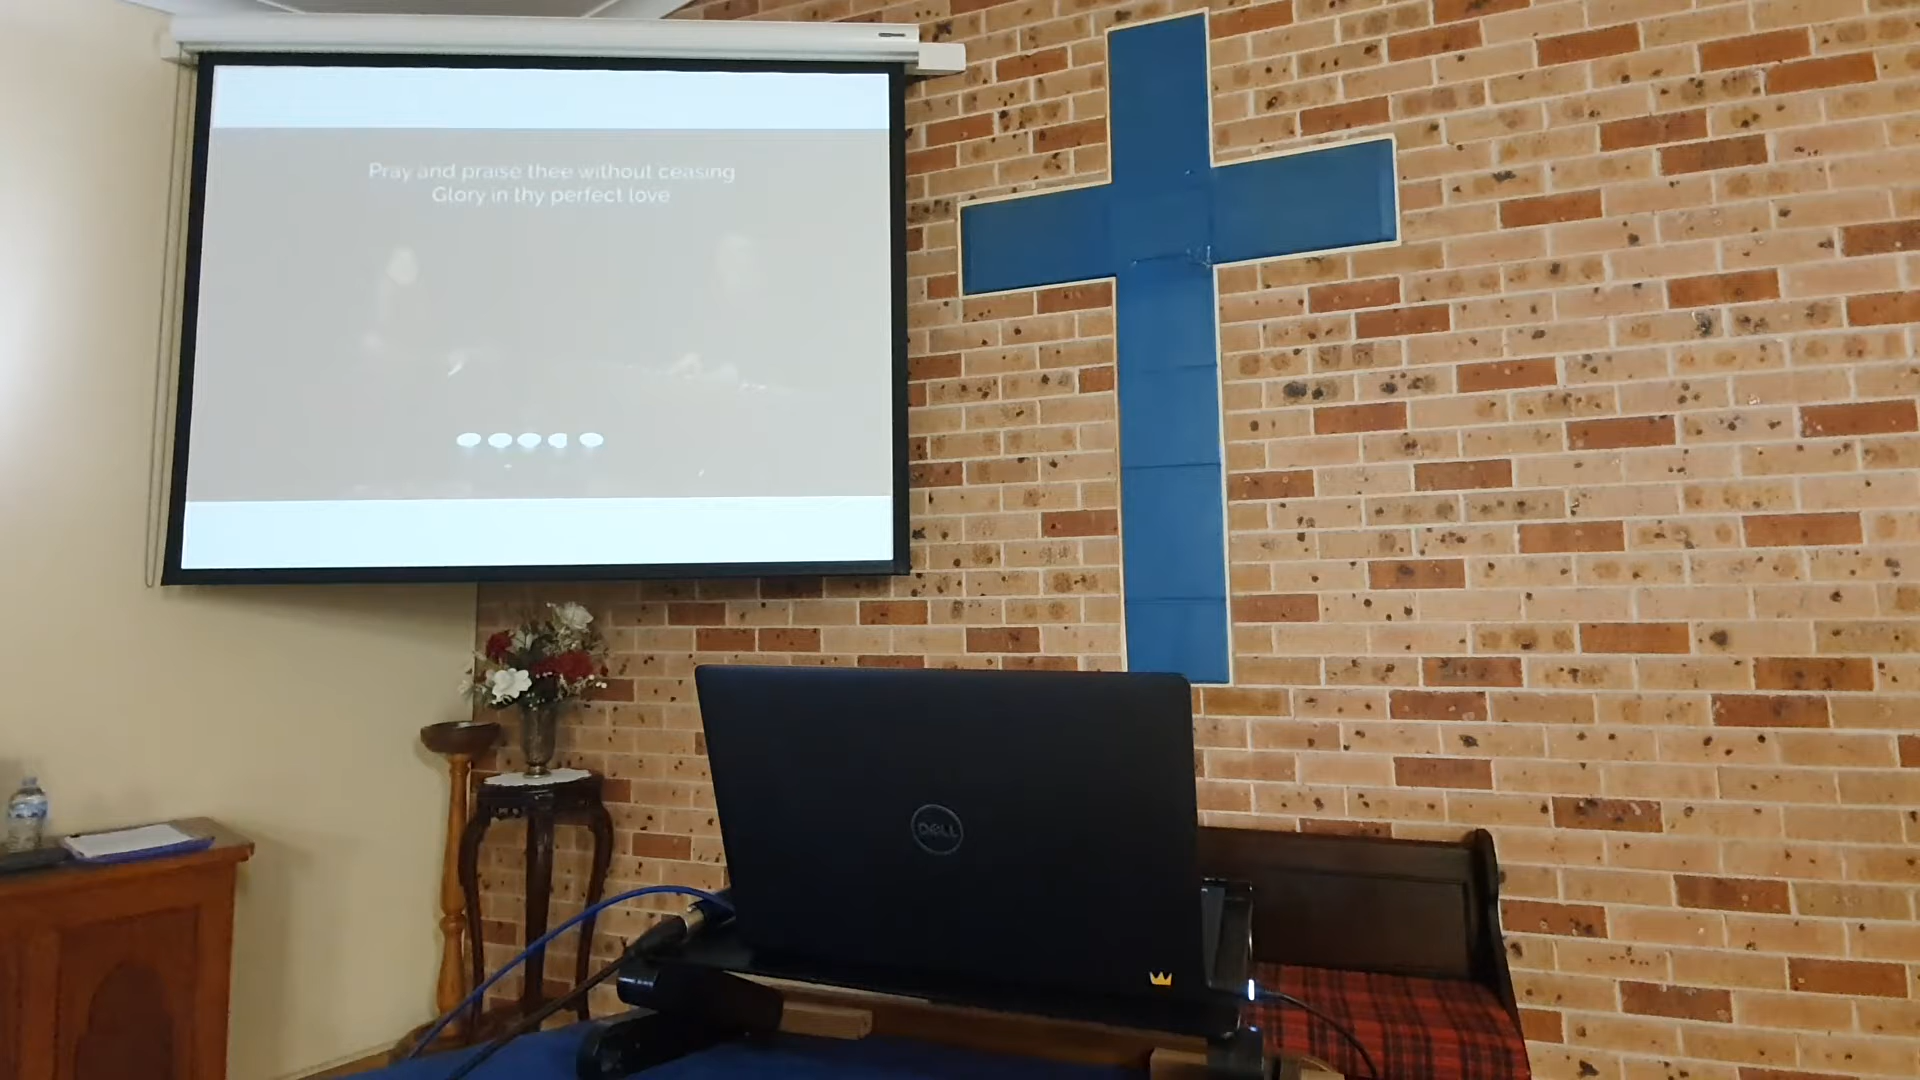 Pray and praise thee without ceasing
Glory in thy perfect love
DELL